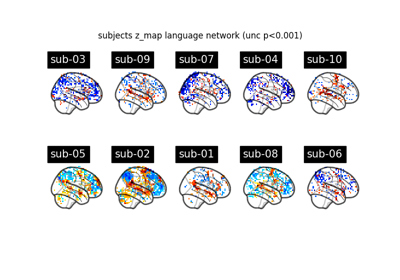 subjects z_map language network (unc p<0.001)
sub-03 sub-09 sub-07 sub-04 sub-10
sub-05 sub-02 sub-01 sub-08 sub-06